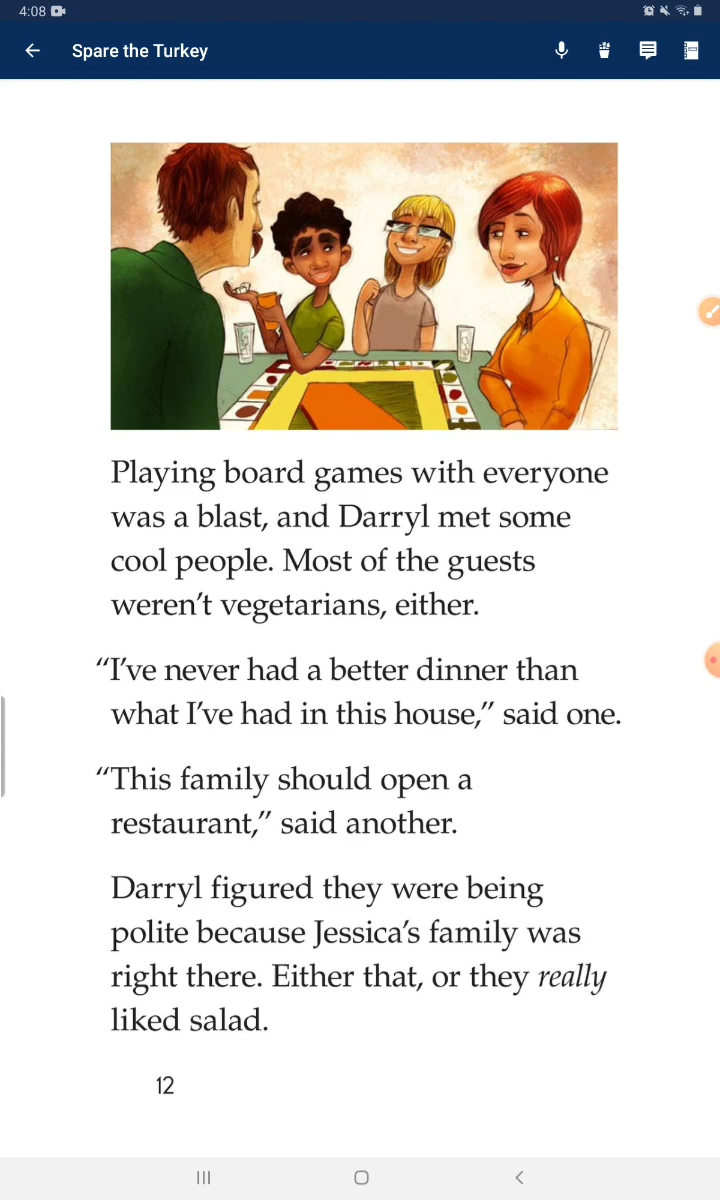 4:08
Spare the Turkey
Playing board games with everyone
was a blast, and Darryl met some
cool people. Most of the guests
weren’t vegetarians, either.
“I’ve never had a better dinner than
what I’ve had in this house,” said one.
“This family should open a
restaurant,” said another.
Darryl figured they were being
polite because Jessica’s family was
right there. Either that, or they really
liked salad.
12